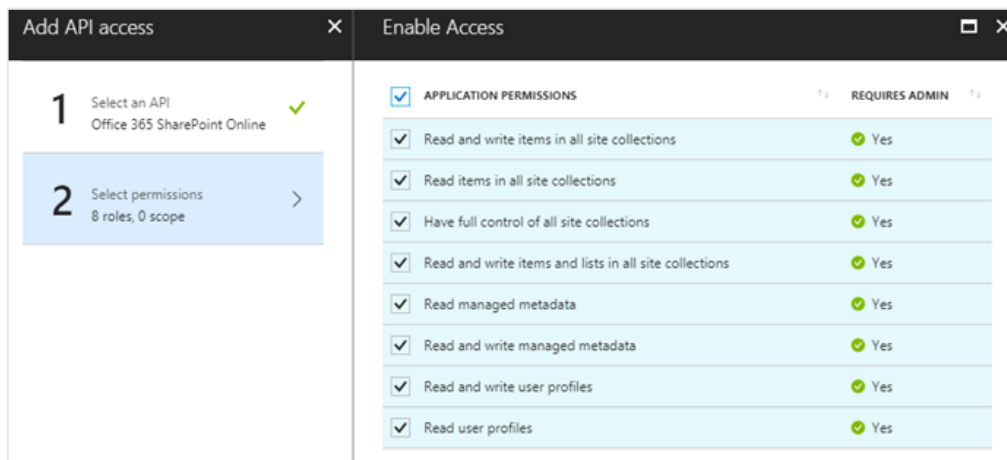 Add API access
1
Select an API
Office 365 SharePoint Online
2
Select permissions
8 roles, 0 scope
Enable Access
APPLICATION PERMISSIONS REQUIRES ADMIN
Read and write items in all site collections Yes
Read items in all site collections Yes
Have full control of all site collections Yes
Read and write items and lists in all site collections Yes
Read managed metadata Yes
Read and write managed metadata Yes
Read and write user profiles Yes
Read user profiles Yes